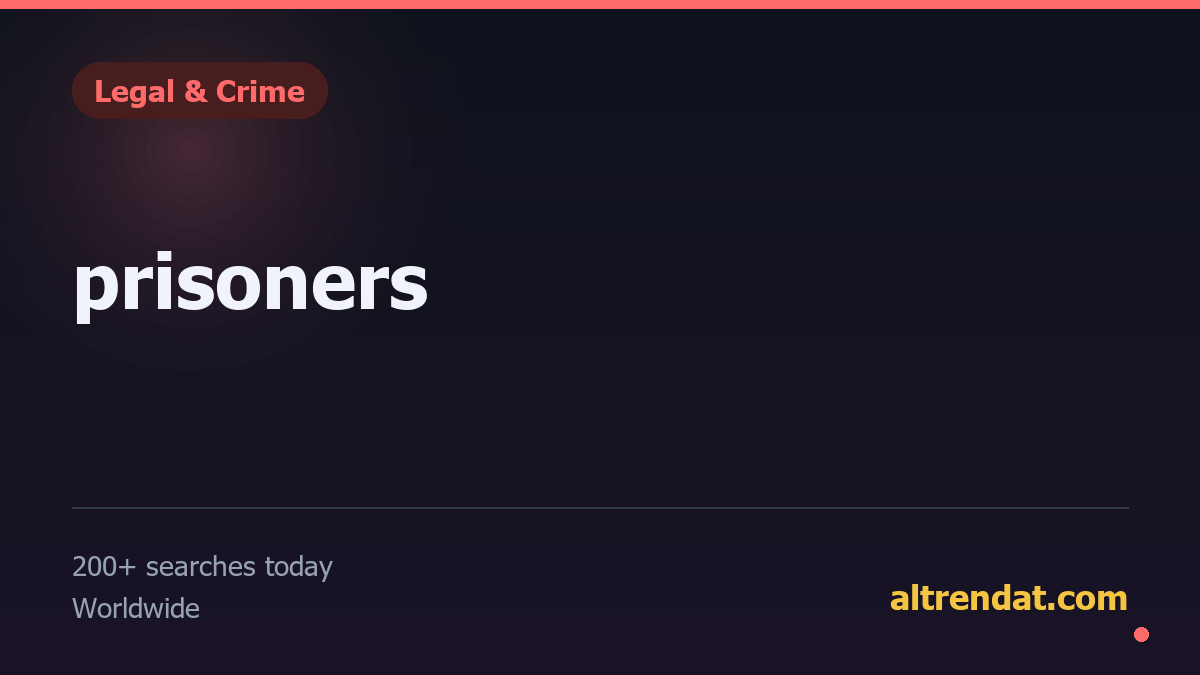 Legal & Crime
prisoners
200+ searches today
Worldwide
altrendat.com